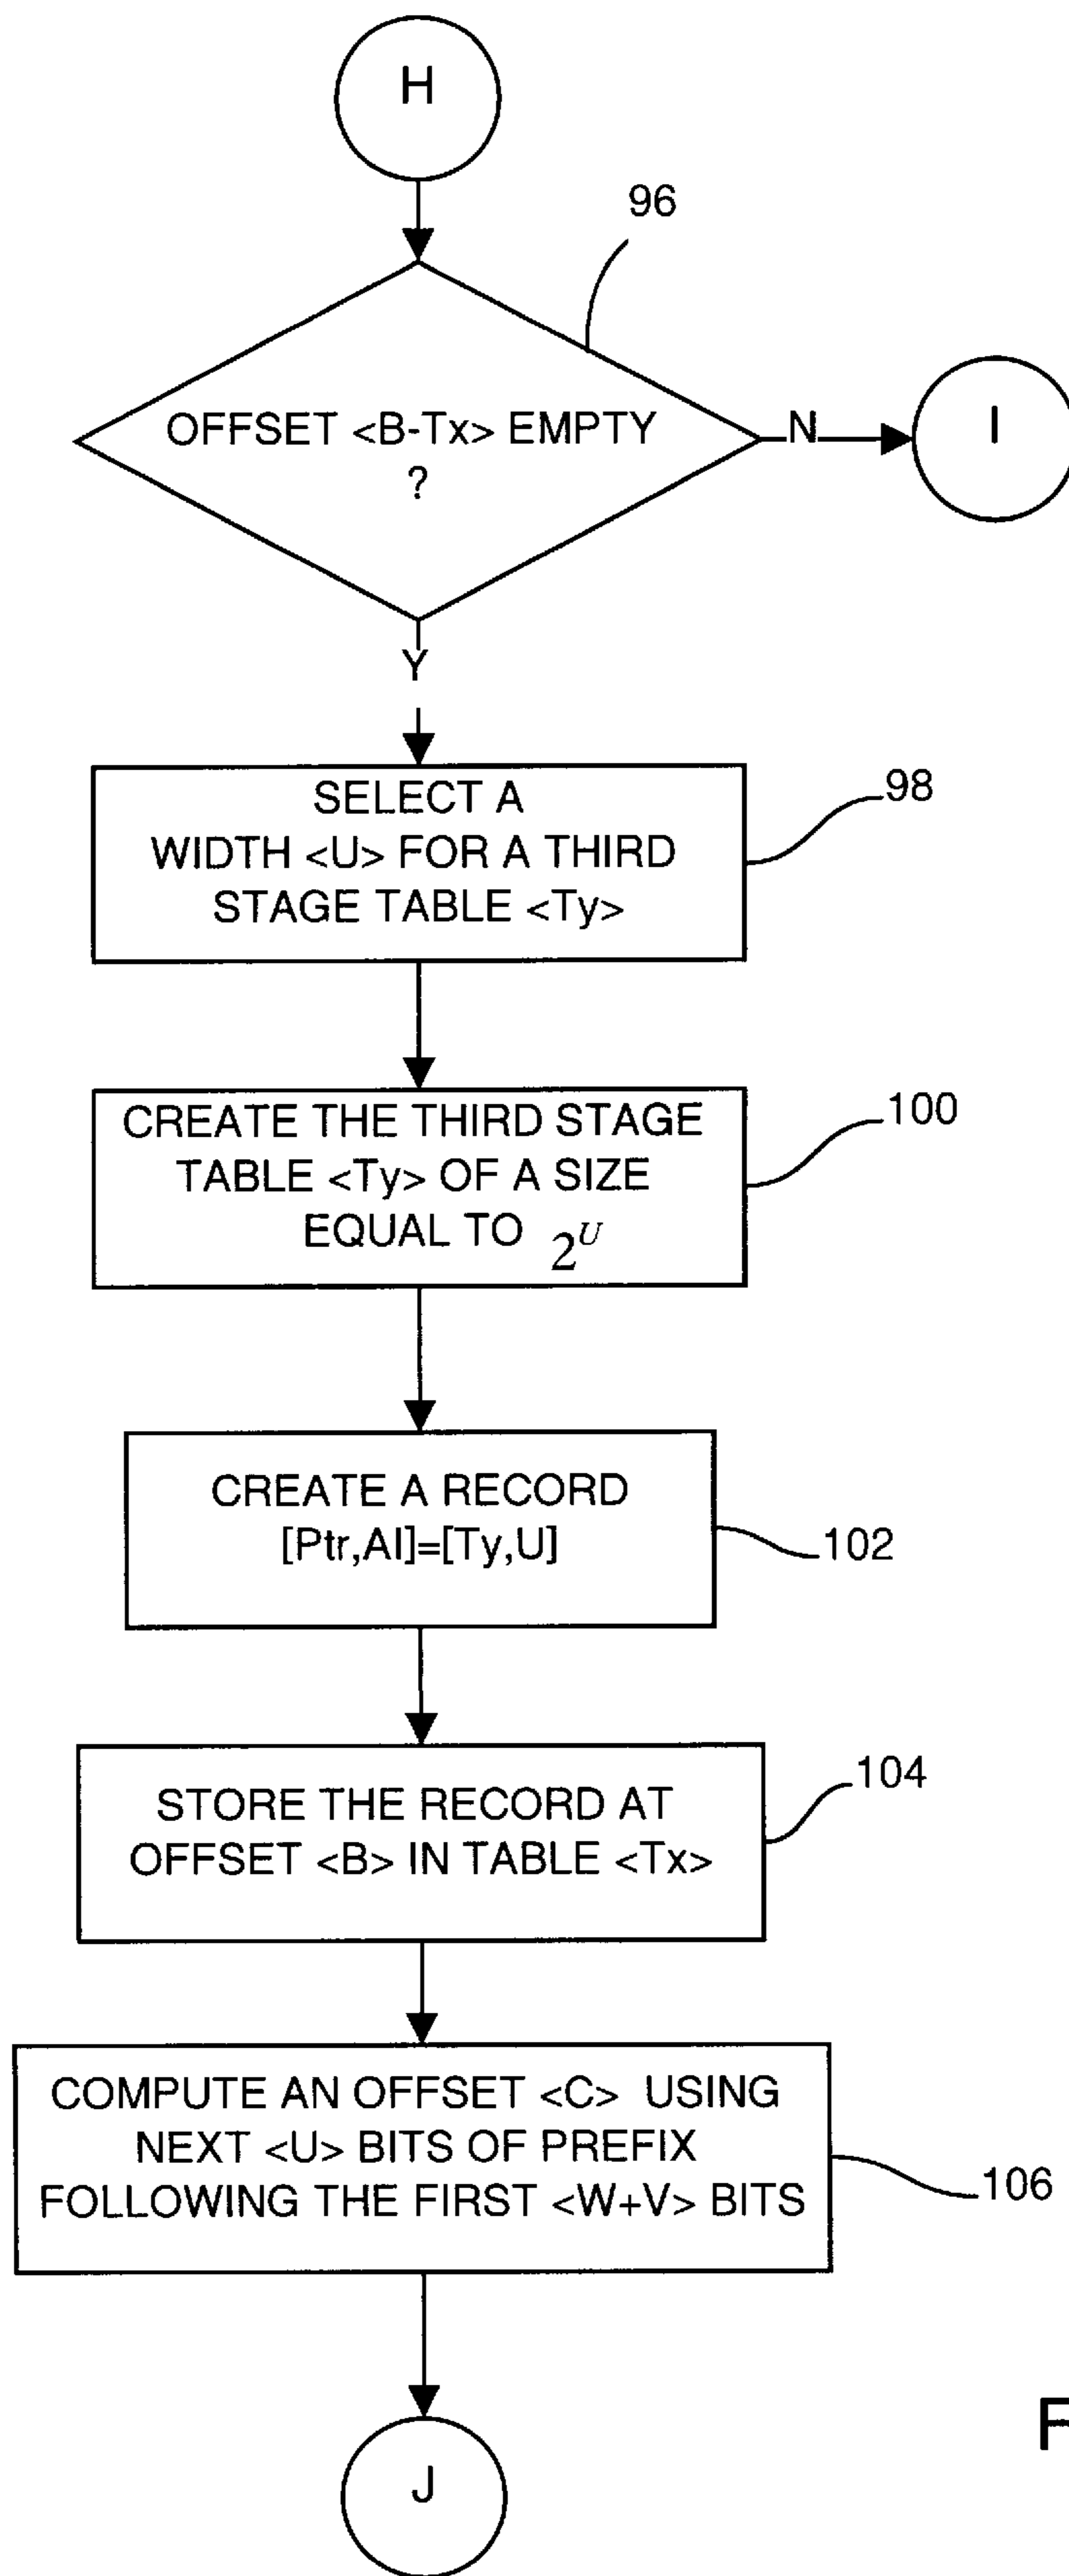 H
96
OFFSET <B-Tx> EMPTY
?
N
I
Y
SELECT A
WIDTH <U> FOR A THIRD
STAGE TABLE <Ty>
98
CREATE THE THIRD STAGE
TABLE <Ty> OF A SIZE
EQUAL TO 2^U
100
CREATE A RECORD
[Ptr,AI]=[Ty,U]
102
STORE THE RECORD AT
OFFSET <B> IN TABLE <Tx>
104
COMPUTE AN OFFSET <C> USING
NEXT <U> BITS OF PREFIX
FOLLOWING THE FIRST <W+V> BITS
106
J